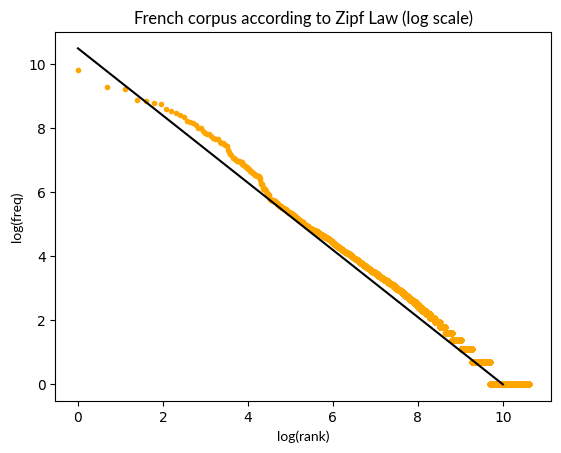 French corpus according to Zipf Law (log scale)
10
8
6
4
2
0
log(freq)
0 2 4 6 8 10
log(rank)